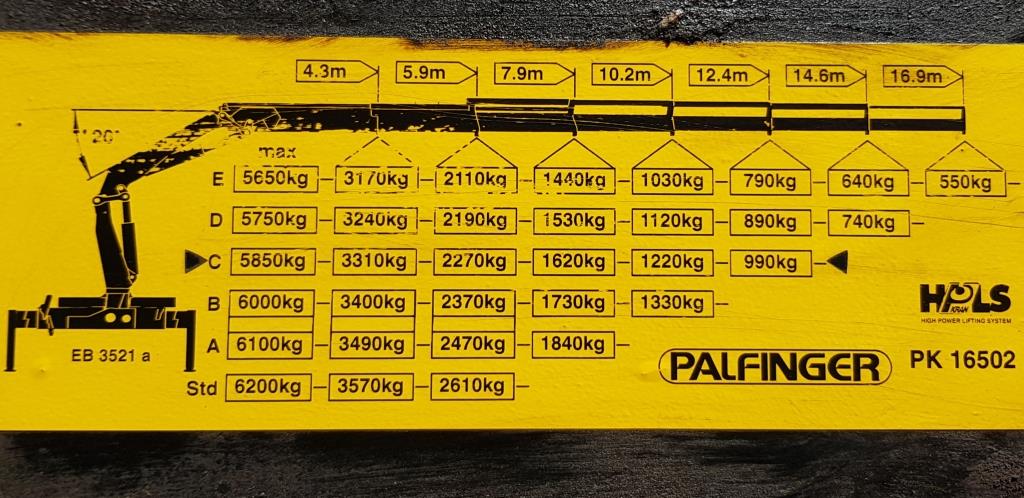 4.3m 5.9m 7.9m 10.2m 12.4m 14.6m 16.9m
20°
max
E 5650kg 3170kg 2110kg 1440kg 1030kg 790kg 640kg 550kg
D 5750kg 3240kg 2190kg 1530kg 1120kg 890kg 740kg
C 5850kg 3310kg 2270kg 1620kg 1220kg 990kg
B 6000kg 3400kg 2370kg 1730kg 1330kg
HPLS
KRAN
HIGH POWER LIFTING SYSTEM
EB 3521 a
A 6100kg 3490kg 2470kg 1840kg
PALFINGER PK 16502
Std 6200kg 3570kg 2610kg